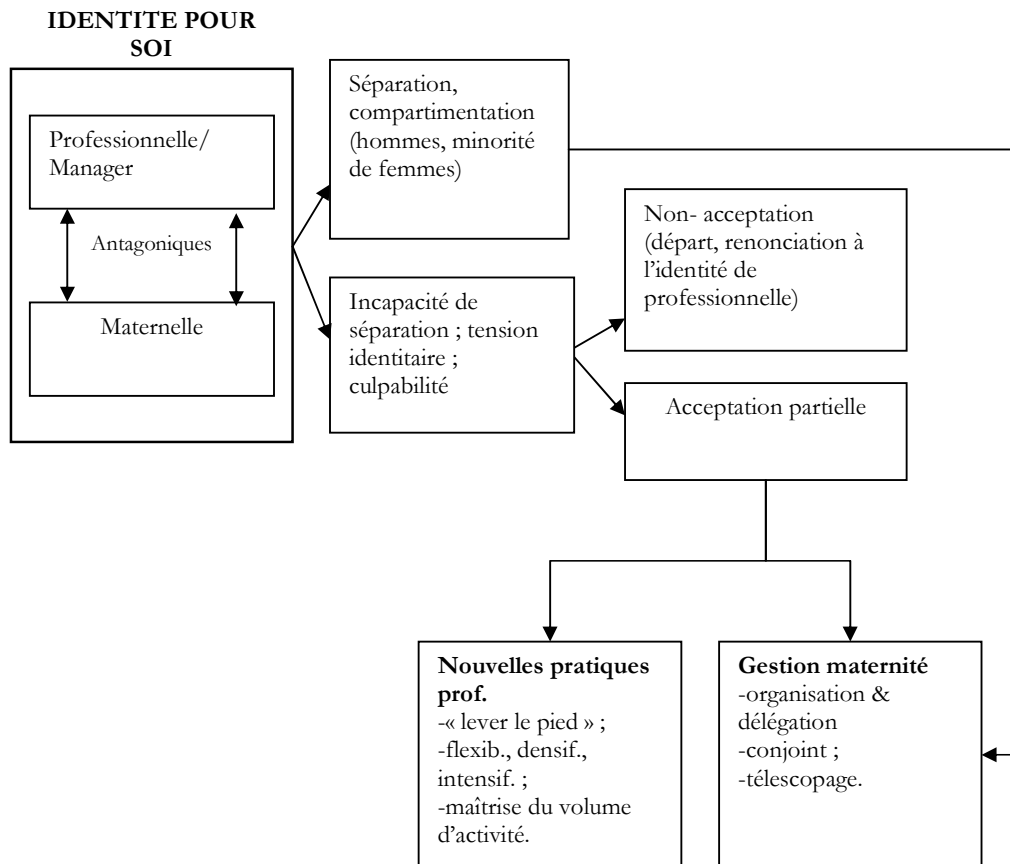 IDENTITE POUR
SOI
Professionnelle/
Manager
Antagoniques
Maternelle
Séparation,
compartimentation
(hommes, minorité
de femmes)
Incapacité de
séparation ; tension
identitaire ;
culpabilité
Non- acceptation
(départ, renonciation à
l’identité de
professionnelle)
Acceptation partielle
Nouvelles pratiques
prof.
-« lever le pied » ;
-flexib., densif.,
intensif. ;
-maîtrise du volume
d’activité.
Gestion maternité
-organisation &
délégation
-conjoint ;
-télescopage.